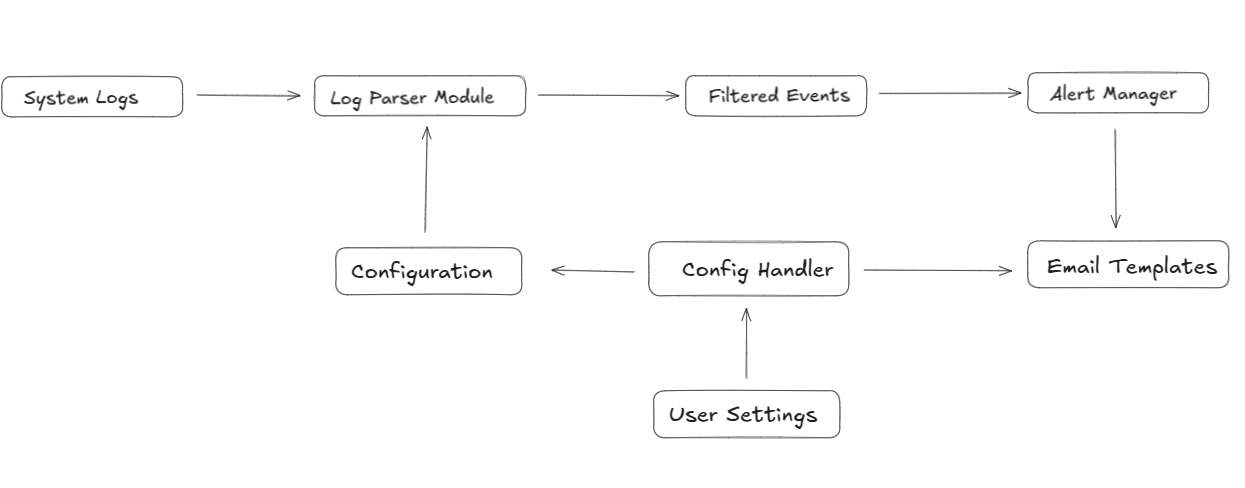 System Logs
Log Parser Module
Filtered Events
Alert Manager
Configuration
Config Handler
Email Templates
User Settings